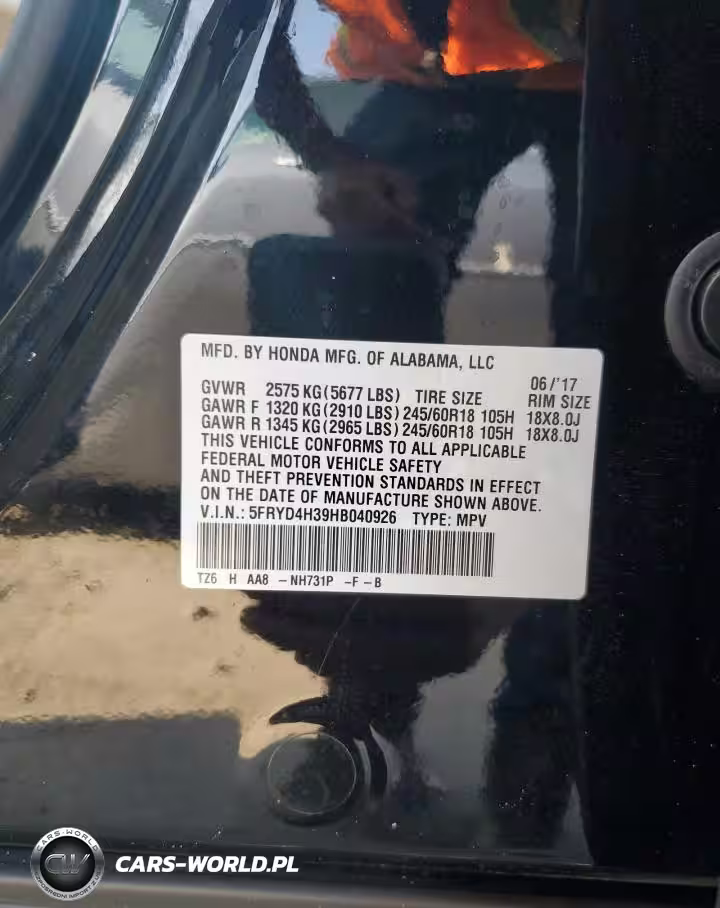 MFD. BY HONDA MFG. OF ALABAMA, LLC
06/'17
GVWR 2575 KG(5677 LBS) TIRE SIZE RIM SIZE
GAWR F 1320 KG(2910 LBS) 245/60R18 105H 18X8.0J
GAWR R 1345 KG(2965 LBS) 245/60R18 105H 18X8.0J
THIS VEHICLE CONFORMS TO ALL APPLICABLE
FEDERAL MOTOR VEHICLE SAFETY
AND THEFT PREVENTION STANDARDS IN EFFECT
ON THE DATE OF MANUFACTURE SHOWN ABOVE.
V.I.N.: 5FRYD4H39HB040926 TYPE: MPV
TZ6 H AA8 -NH731P -F -B
CARS-WORLD
CW
CARS-WORLD.PL